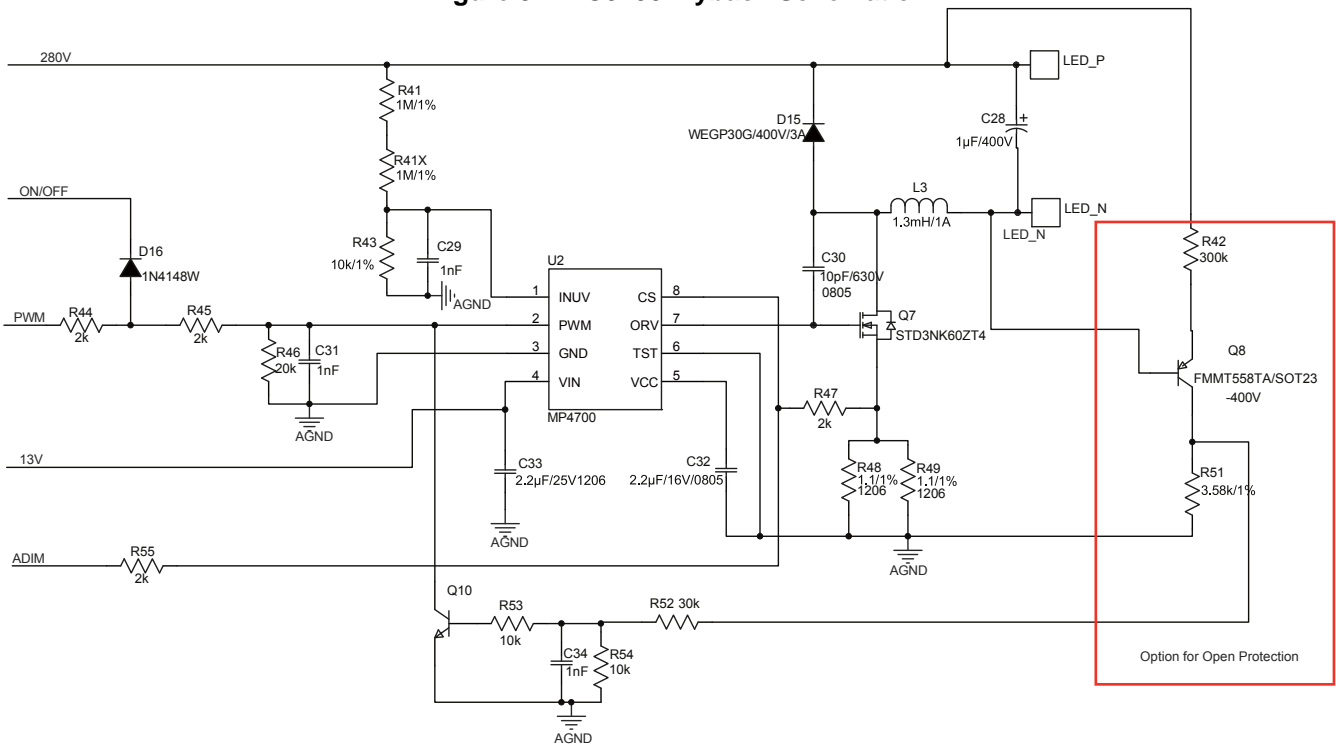 280V
LED_P
R41
1M/1%
D15
WEGP30G/400V/3A
C28
+
1µF/400V
R41X
1M/1%
ON/OFF
L3
1.3mH/1A
LED_N
LED_N
R43
10k/1%
C29
1nF
AGND
R42
300k
D16
1N4148W
C30
10pF/630V
0805
U2
1
INUV
CS
8
PWM
R44
2k
R45
2k
2
PWM
ORV
7
Q7
STD3NK60ZT4
R46
20k
C31
1nF
3
GND
TST
6
Q8
FMMT558TA/SOT23
-400V
4
VIN
VCC
5
MP4700
AGND
R47
2k
13V
C33
2.2µF/25V1206
C32
2.2µF/16V/0805
R48
1.1/1%
1206
R49
1.1/1%
1206
R51
3.58k/1%
AGND
AGND
ADIM
R55
2k
Q10
R53
10k
R52 30k
C34
1nF
R54
10k
Option for Open Protection
AGND